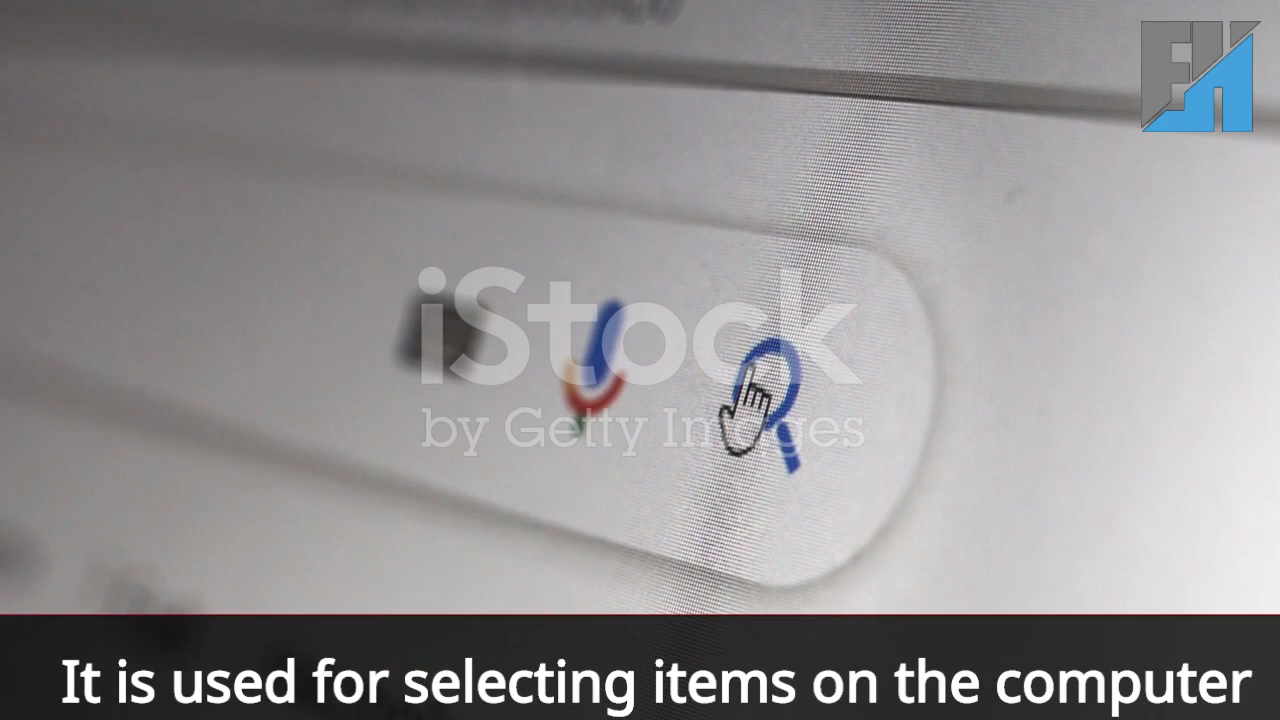 iStock
by Getty Images
It is used for selecting items on the computer